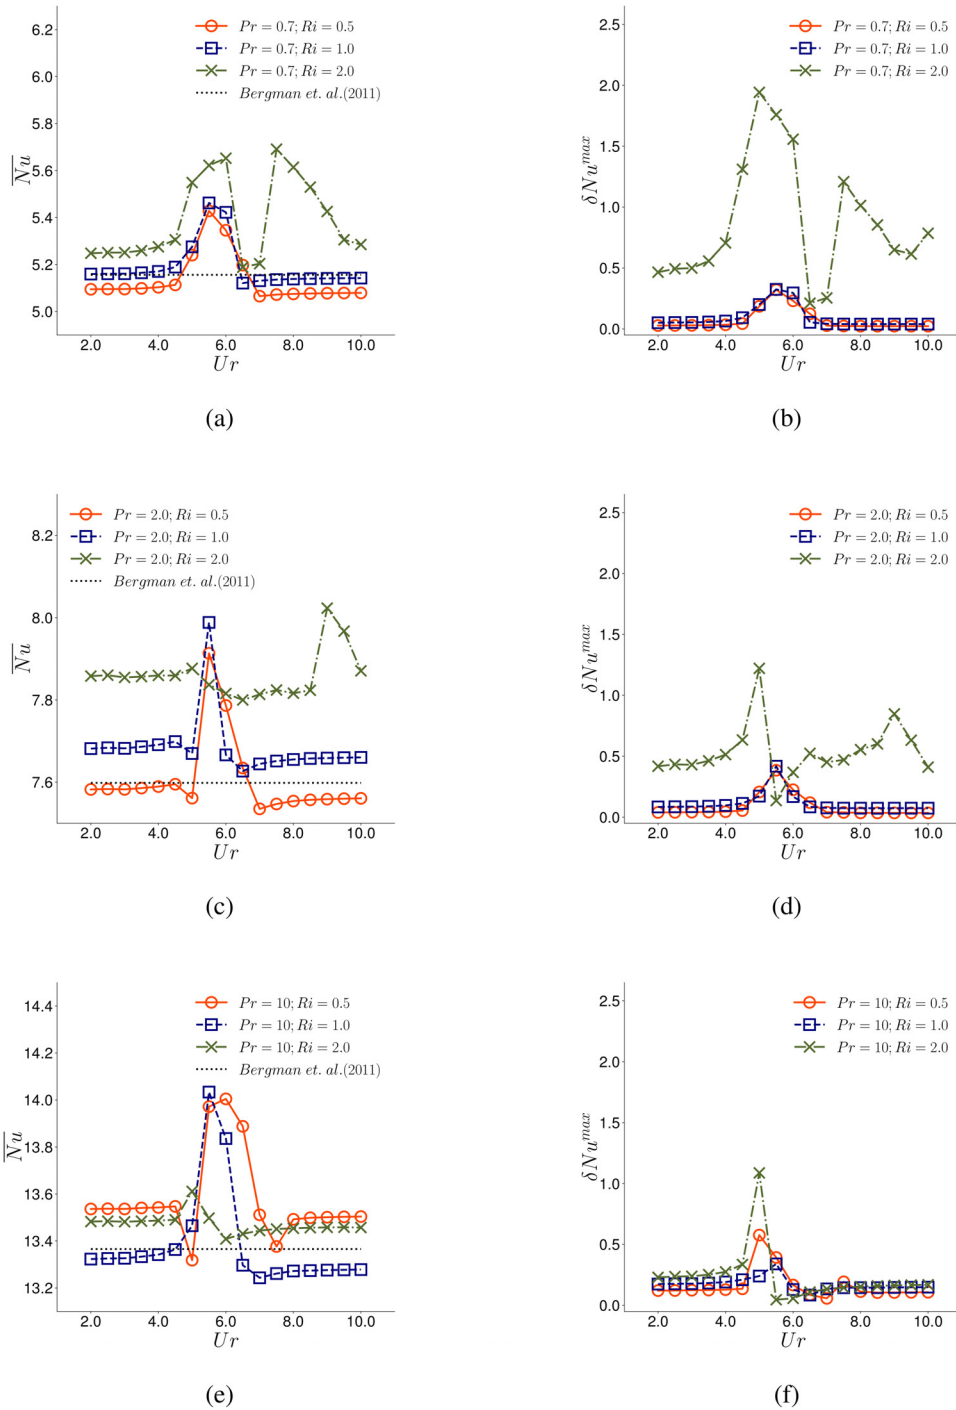 6.2
6.0
5.8
5.6
5.4
5.2
5.0
2.0 4.0 6.0 8.0 10.0
Nu
Ur
Pr = 0.7; Ri = 0.5
Pr = 0.7; Ri = 1.0
Pr = 0.7; Ri = 2.0
Bergman et. al.(2011)
(a)
2.5
2.0
1.5
1.0
0.5
0.0
2.0 4.0 6.0 8.0 10.0
δNu^max
Ur
Pr = 0.7; Ri = 0.5
Pr = 0.7; Ri = 1.0
Pr = 0.7; Ri = 2.0
(b)
8.2
8.0
7.8
7.6
2.0 4.0 6.0 8.0 10.0
Nu
Ur
Pr = 2.0; Ri = 0.5
Pr = 2.0; Ri = 1.0
Pr = 2.0; Ri = 2.0
Bergman et. al.(2011)
(c)
2.5
2.0
1.5
1.0
0.5
0.0
2.0 4.0 6.0 8.0 10.0
δNu^max
Ur
Pr = 2.0; Ri = 0.5
Pr = 2.0; Ri = 1.0
Pr = 2.0; Ri = 2.0
(d)
14.4
14.2
14.0
13.8
13.6
13.4
13.2
2.0 4.0 6.0 8.0 10.0
Nu
Ur
Pr = 10; Ri = 0.5
Pr = 10; Ri = 1.0
Pr = 10; Ri = 2.0
Bergman et. al.(2011)
(e)
2.5
2.0
1.5
1.0
0.5
0.0
2.0 4.0 6.0 8.0 10.0
δNu^max
Ur
Pr = 10; Ri = 0.5
Pr = 10; Ri = 1.0
Pr = 10; Ri = 2.0
(f)